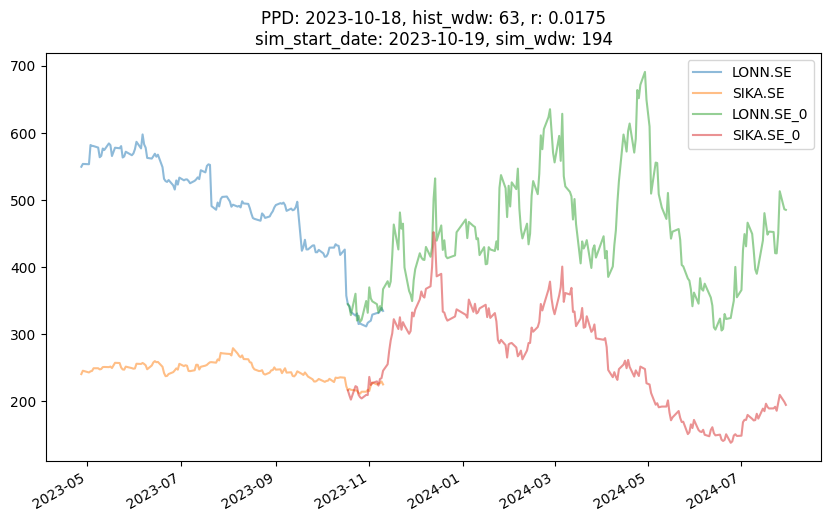 PPD: 2023-10-18, hist_wdw: 63, r: 0.0175
sim_start_date: 2023-10-19, sim_wdw: 194
LONN.SE
SIKA.SE
LONN.SE_0
SIKA.SE_0
700
600
500
400
300
200
2023-05
2023-07
2023-09
2023-11
2024-01
2024-03
2024-05
2024-07